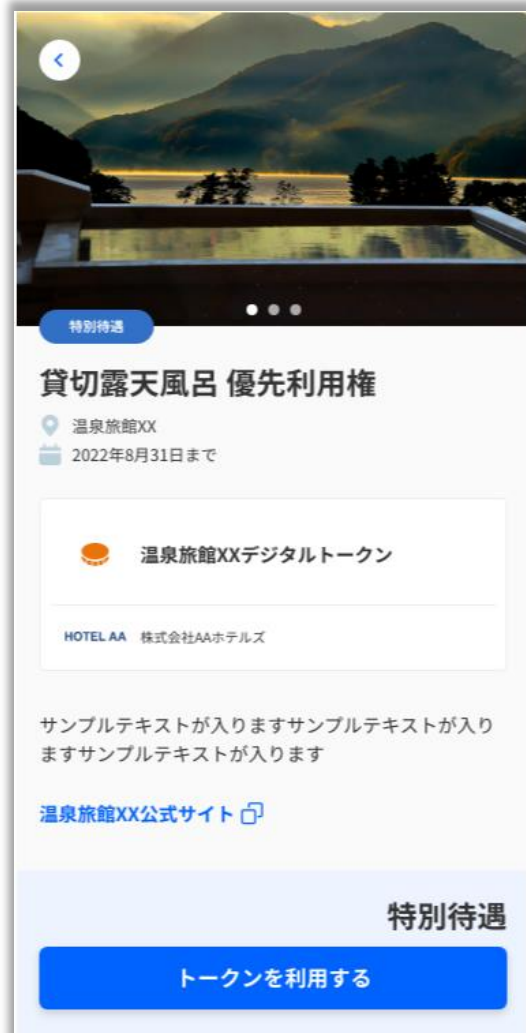 特別待遇
貸切露天風呂 優先利用権
温泉旅館XX
2022年8月31日まで
温泉旅館XXデジタルトークン
HOTEL AA 株式会社AAホテルズ
サンプルテキストが入りますサンプルテキストが入り
ますサンプルテキストが入ります
温泉旅館XX公式サイト
特別待遇
トークンを利用する